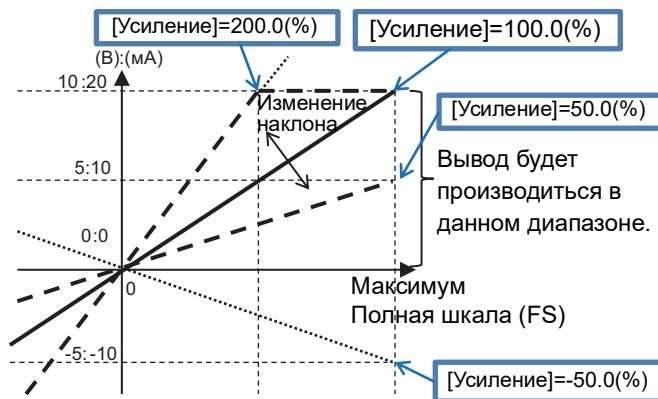 [Усиление]=200.0(%)
[Усиление]=100.0(%)
(В):(мА)
10:20
Изменение
наклона
[Усиление]=50.0(%)
5:10
Вывод будет
производиться в
данном диапазоне.
0:0
0
Максимум
Полная шкала (FS)
-5:-10
[Усиление]=-50.0(%)